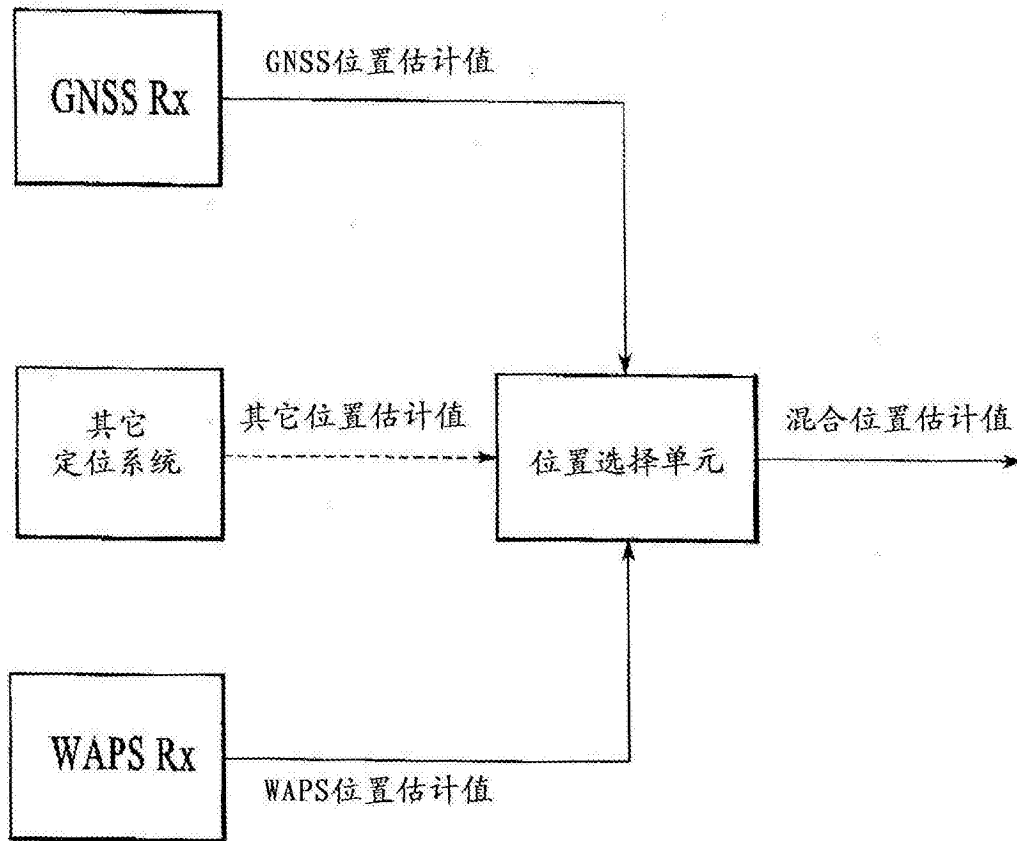 GNSS Rx
GNSS位置估计值
其它
定位系统
其它位置估计值
位置选择单元
混合位置估计值
WAPS Rx
WAPS位置估计值